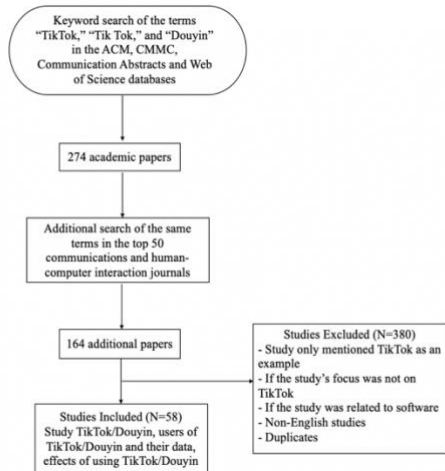 Keyword search of the terms
“TikTok,” “Tik Tok,” and “Douyin”
in the ACM, CMMC,
Communication Abstracts and Web
of Science databases
274 academic papers
Additional search of the same
terms in the top 50
communications and human-
computer interaction journals
164 additional papers
Studies Excluded (N=380)
- Study only mentioned TikTok as an
example
- If the study’s focus was not on
TikTok
- If the study was related to software
- Non-English studies
- Duplicates
Studies Included (N=58)
Study TikTok/Douyin, users of
TikTok/Douyin and their data,
effects of using TikTok/Douyin